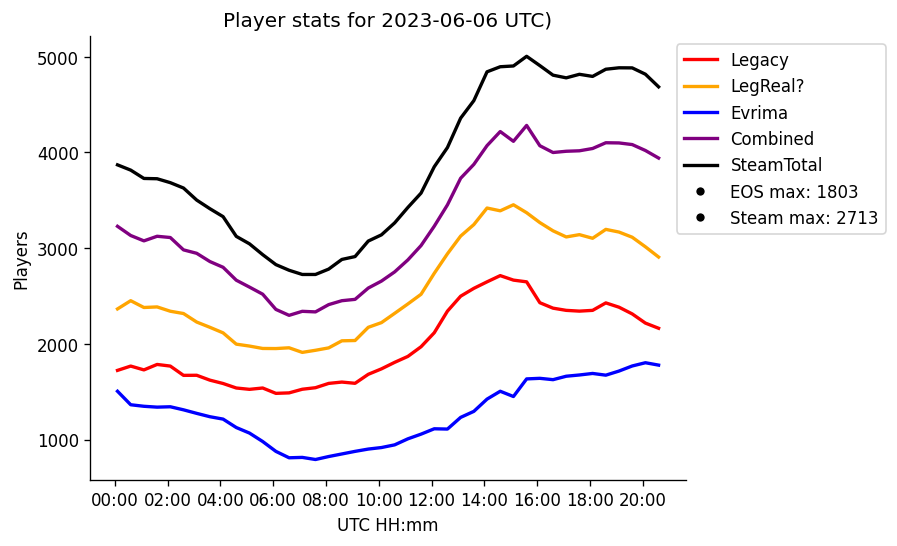 Player stats for 2023-06-06 UTC)
5000
4000
3000
2000
1000
Players
00:00 02:00 04:00 06:00 08:00 10:00 12:00 14:00 16:00 18:00 20:00
UTC HH:mm
Legacy
LegReal?
Evrima
Combined
SteamTotal
EOS max: 1803
Steam max: 2713